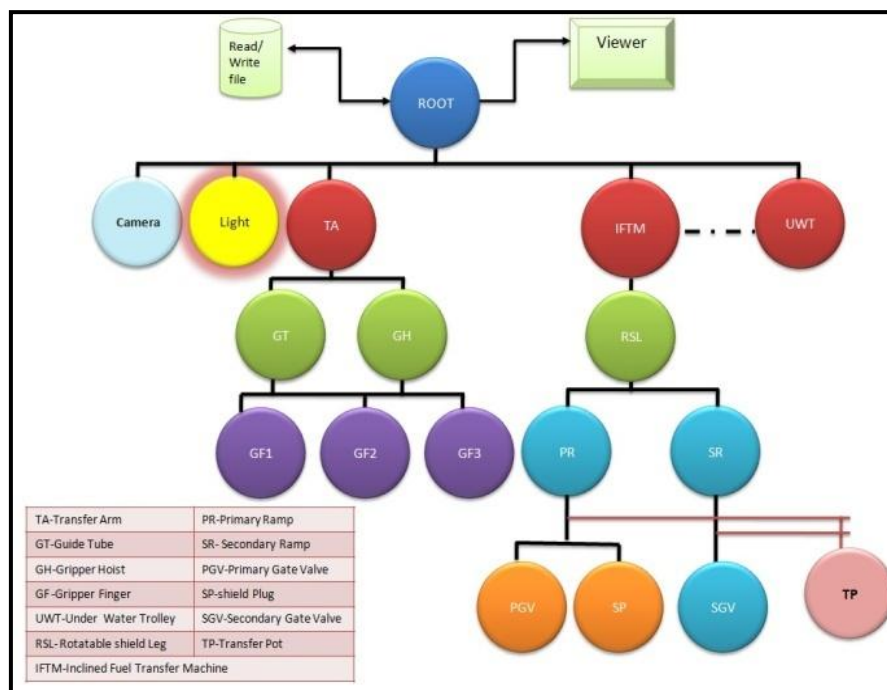 Read/
Write
file
Viewer
ROOT
Camera
Light
TA
IFTM
UWT
GT
GH
RSL
GF1
GF2
GF3
PR
SR
PGV
SP
SGV
TP
TA-Transfer Arm
PR-Primary Ramp
GT-Guide Tube
SR- Secondary Ramp
GH-Gripper Hoist
PGV-Primary Gate Valve
GF-Gripper Finger
SP-shield Plug
UWT-Under Water Trolley
SGV-Secondary Gate Valve
RSL- Rotatable shield Leg
TP-Transfer Pot
IFTM-Inclined Fuel Transfer Machine